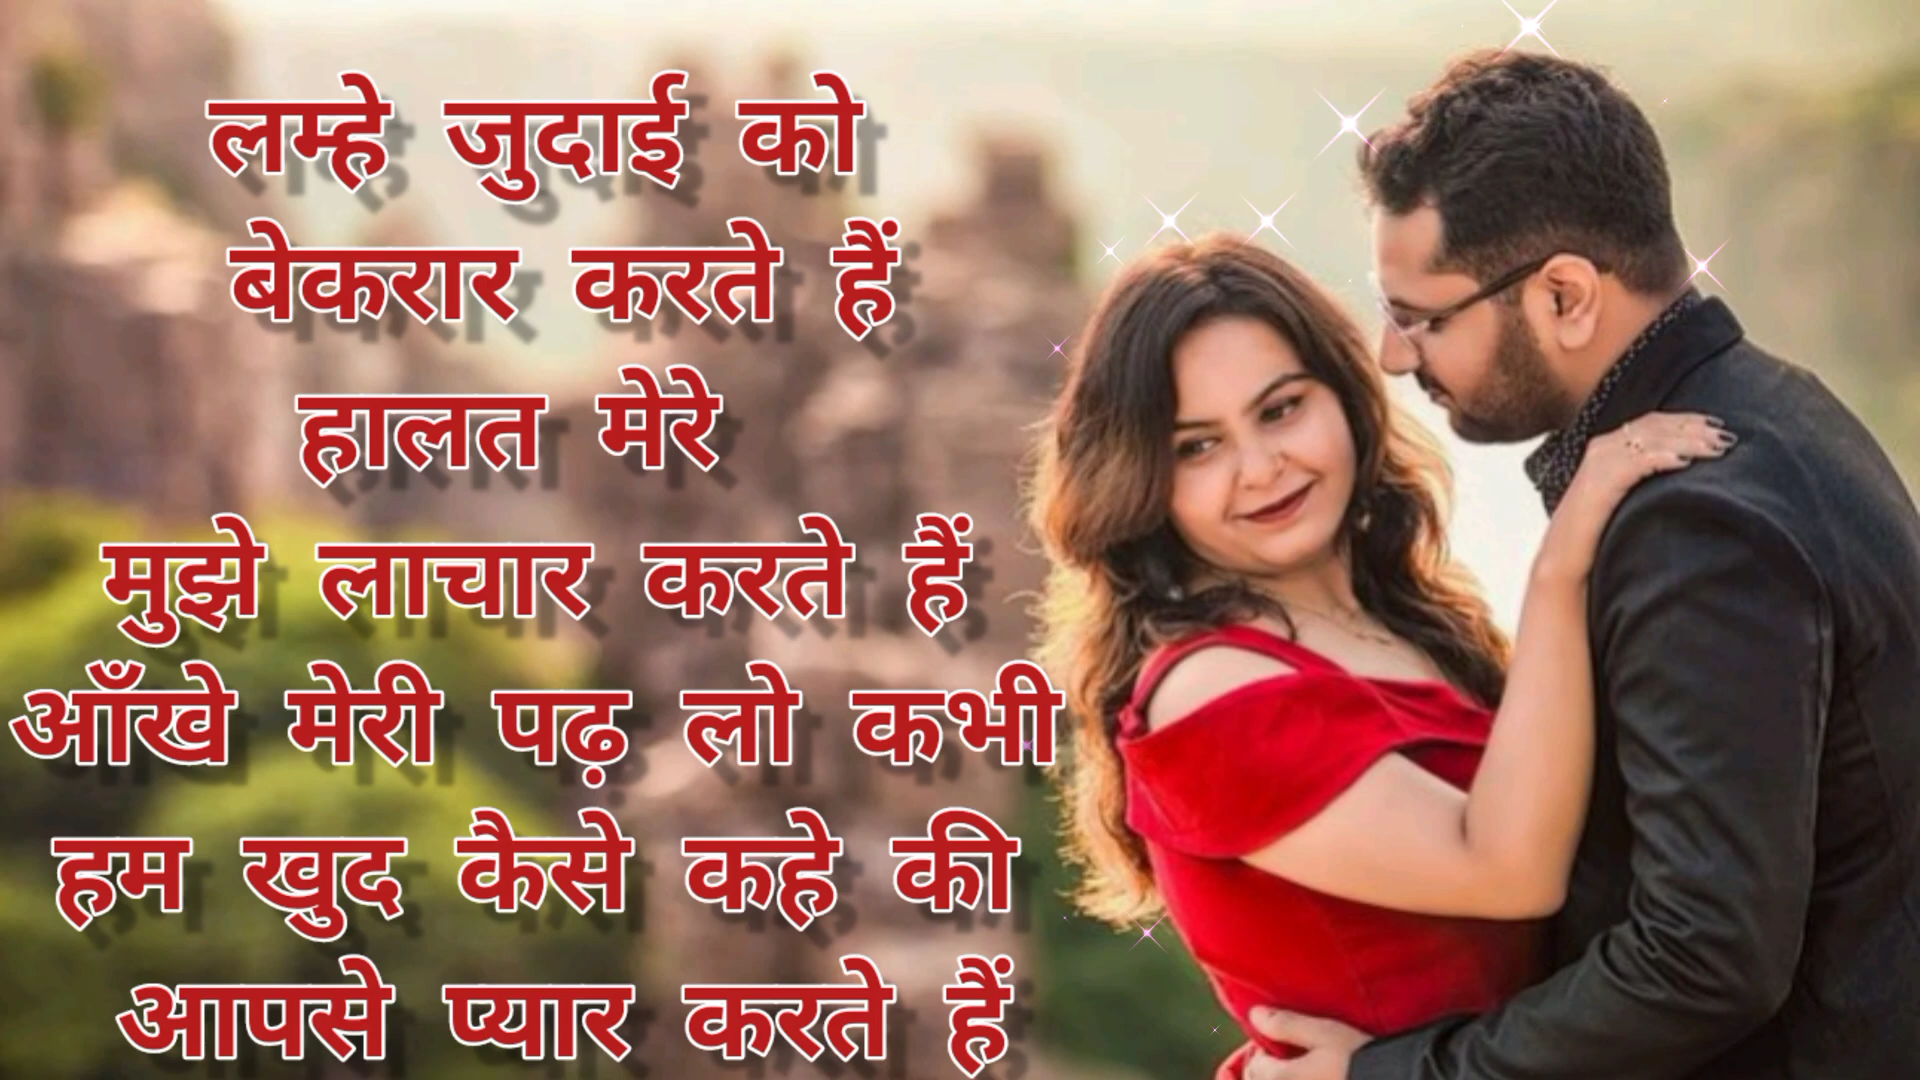 लम्हे जुदाई को
बेकरार करते हैं
हालत मेरे
मुझे लाचार करते हैं
आँखे मेरी पढ़ लो कभी
हम खुद कैसे कहे की
आपसे प्यार करते हैं